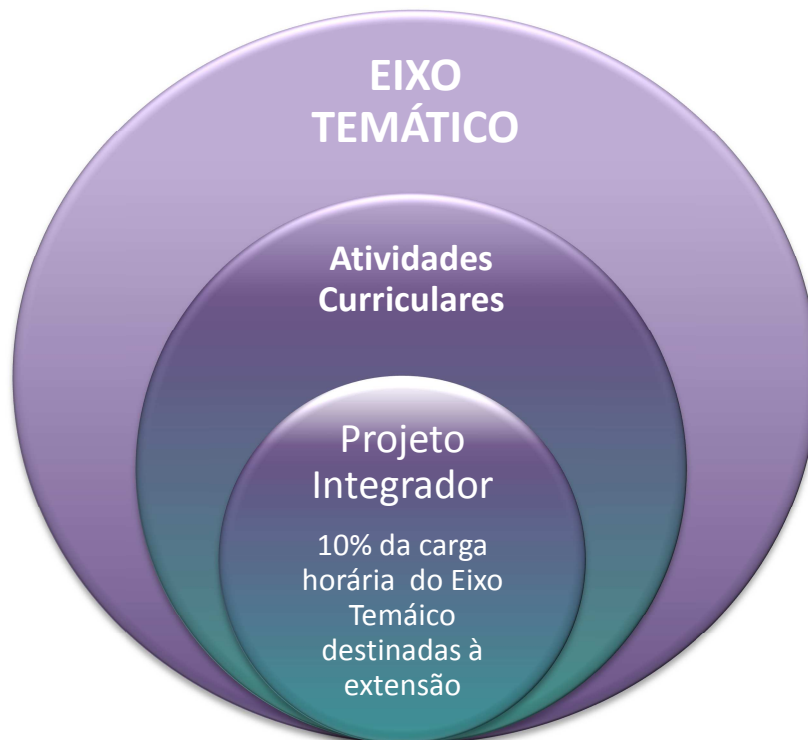 EIXO
TEMÁTICO
Atividades
Curriculares
Projeto
Integrador
10% da carga
horária do Eixo
Temáico
destinadas à
extensão